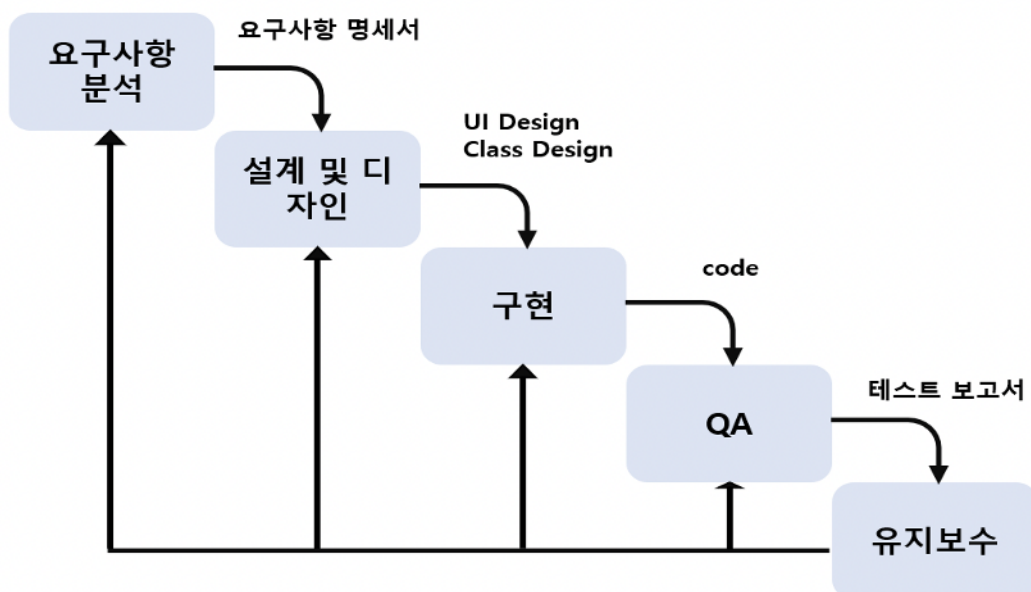 요구사항 명세서
요구사항
분석
UI Design
Class Design
설계 및 디
자인
code
구현
테스트 보고서
QA
유지보수